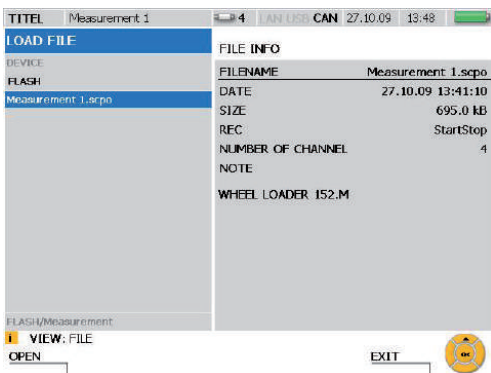 TITEL Measurement 1 4 LAN USB CAN 27.10.09 13:48
LOAD FILE
DEVICE
FLASH
Measurement 1.scpo
FILE INFO
FILENAME Measurement 1.scpo
DATE 27.10.09 13:41:10
SIZE 695.0 kB
REC StartStop
NUMBER OF CHANNEL 4
NOTE
WHEEL LOADER 152.M
FLASH/Measurement
i VIEW: FILE
OPEN EXIT OK